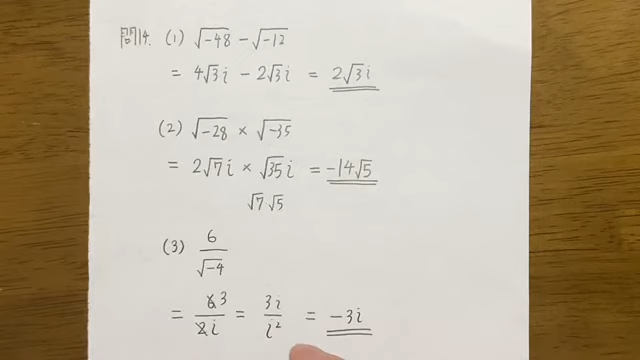 問14. (1) √-48 - √-12
= 4√3i - 2√3i = 2√3i
(2) √-28 × √-35
= 2√7i × √35i = -14√5
√7 √5
(3) 6/√-4
= 6 3/2i = 3i/i² = -3i